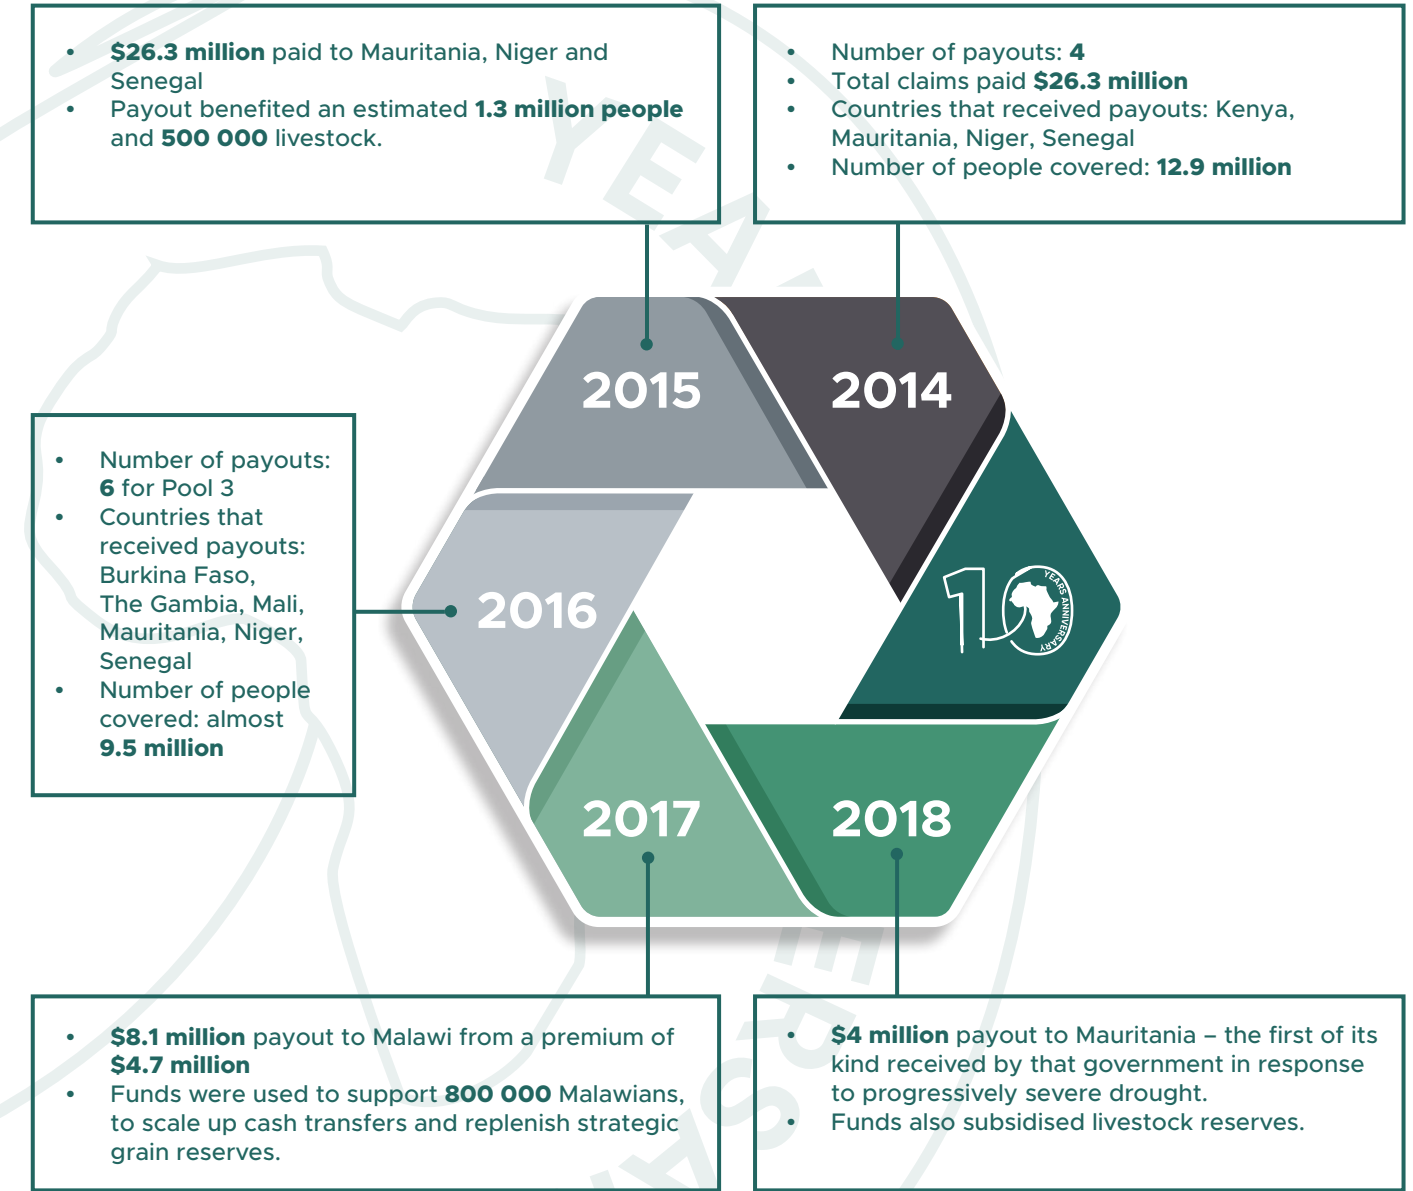 • $26.3 million paid to Mauritania, Niger and
Senegal
• Payout benefited an estimated 1.3 million people
and 500 000 livestock.
• Number of payouts: 4
• Total claims paid $26.3 million
• Countries that received payouts: Kenya,
Mauritania, Niger, Senegal
• Number of people covered: 12.9 million
2015
2014
• Number of payouts:
6 for Pool 3
• Countries that
received payouts:
Burkina Faso,
The Gambia, Mali,
Mauritania, Niger,
Senegal
• Number of people
covered: almost
9.5 million
2016
10
YEARS ANNIVERSARY
2017
2018
• $8.1 million payout to Malawi from a premium of
$4.7 million
• Funds were used to support 800 000 Malawians,
to scale up cash transfers and replenish strategic
grain reserves.
• $4 million payout to Mauritania – the first of its
kind received by that government in response
to progressively severe drought.
• Funds also subsidised livestock reserves.